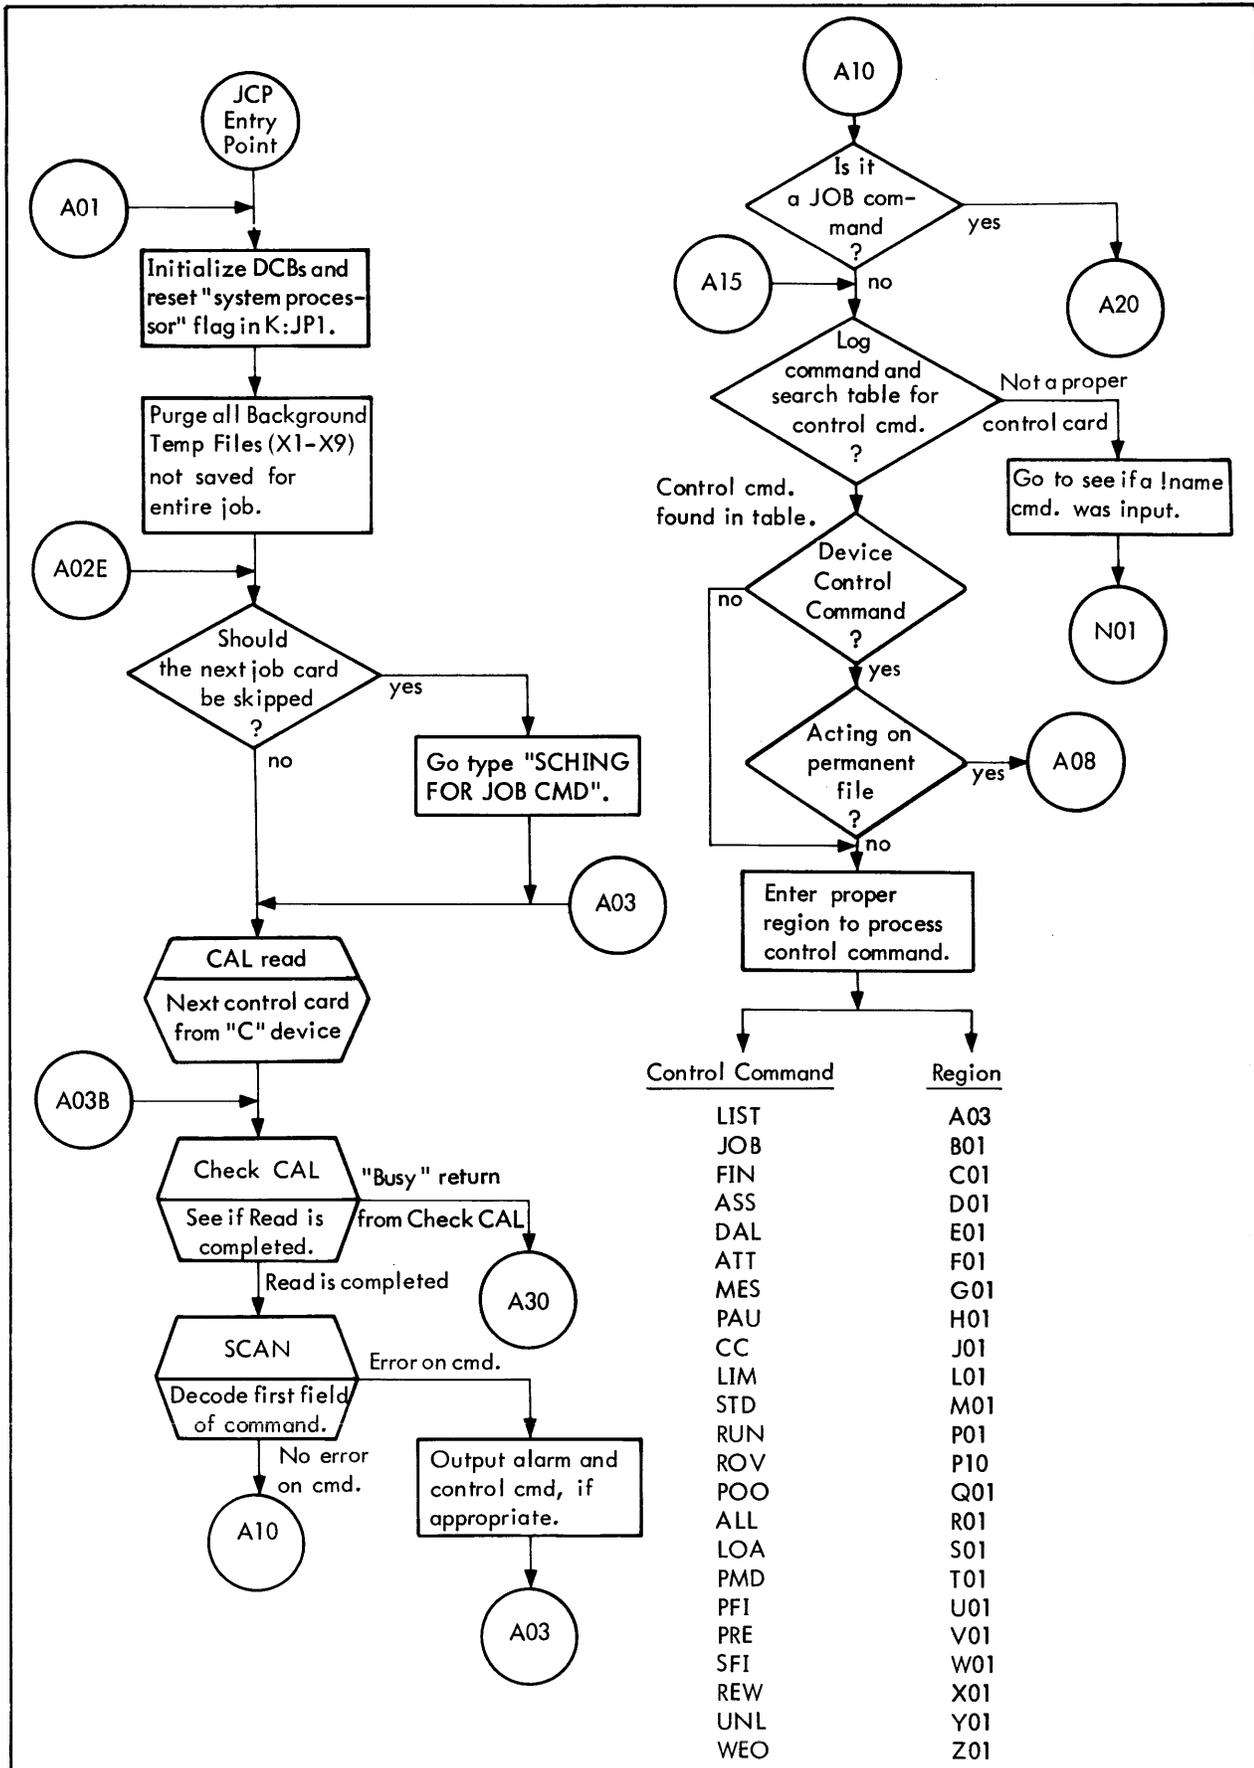 JCP
Entry
Point
A01
Initialize DCBs and
reset "system proces-
sor" flag in K:JP1.
Purge all Background
Temp Files (X1-X9)
not saved for
entire job.
A02E
Should
the next job card
be skipped
?
yes
no
Go type "SCHING
FOR JOB CMD".
A03
CAL read
Next control card
from "C" device
A03B
Check CAL
See if Read is
completed.
"Busy" return
from Check CAL
A30
Read is completed
SCAN
Decode first field
of command.
Error on cmd.
No error
on cmd.
A10
Output alarm and
control cmd, if
appropriate.
A03
A10
Is it
a JOB com-
mand
?
yes
A20
no
A15
Log
command and
search table for
control cmd.
?
Not a proper
control card
Go to see if a !name
cmd. was input.
N01
Control cmd.
found in table.
Device
Control
Command
?
no
yes
Acting on
permanent
file
?
yes
A08
no
Enter proper
region to process
control command.
Control Command Region
LIST A03
JOB B01
FIN C01
ASS D01
DAL E01
ATT F01
MES G01
PAU H01
CC J01
LIM L01
STD M01
RUN P01
ROV P10
POO Q01
ALL R01
LOA S01
PMD T01
PFI U01
PRE V01
SFI W01
REW X01
UNL Y01
WEO Z01